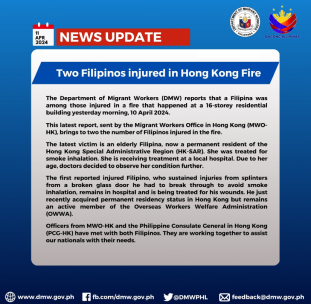 11
APR
2024
NEWS UPDATE
Two Filipinos injured in Hong Kong Fire
The Department of Migrant Workers (DMW) reports that a Filipina was
among those injured in a fire that happened at a 16-storey residential
building yesterday morning, 10 April 2024.
This latest report, sent by the Migrant Workers Office in Hong Kong (MWO-
HK), brings to two the number of Filipinos injured in the fire.
The latest victim is an elderly Filipina, now a permanent resident of the
Hong Kong Special Administrative Region (HK-SAR). She was treated for
smoke inhalation. She is receiving treatment at a local hospital. Due to her
age, doctors decided to observe her condition further.
The first reported injured Filipino, who sustained injuries from splinters
from a broken glass door he had to break through to avoid smoke
inhalation, remains in hospital and is being treated for his wounds. He just
recently acquired permanent residency status in Hong Kong but remains
an active member of the Overseas Workers Welfare Administration
(OWWA).
Officers from MWO-HK and the Philippine Consulate General in Hong Kong
(PCG-HK) have met with both Filipinos. They are working together to assist
our nationals with their needs.
www.dmw.gov.ph
fb.com/dmw.gov.ph
@DMWPHL
feedback@dmw.gov.ph